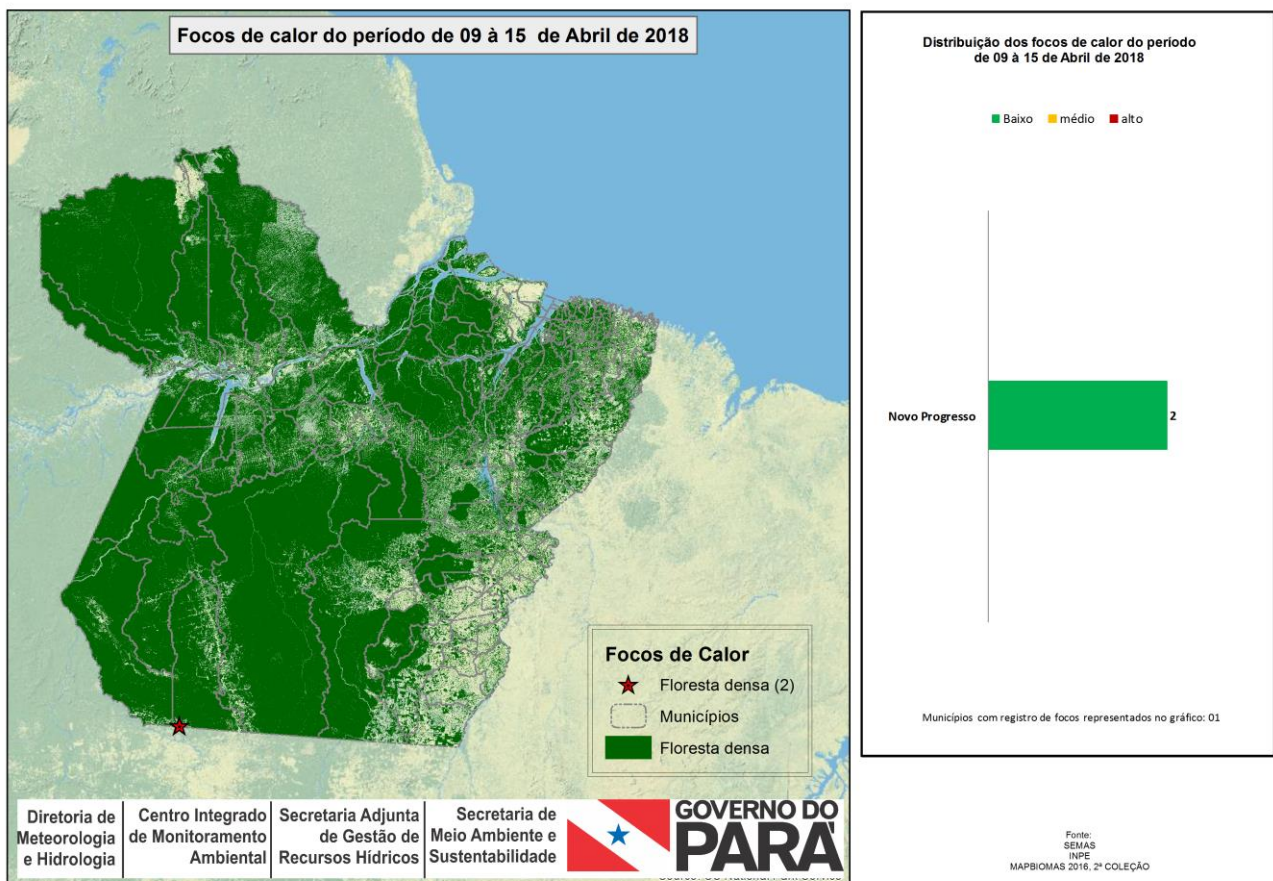 Focos de calor do período de 09 à 15 de Abril de 2018
Focos de Calor
Floresta densa (2)
Municípios
Floresta densa
Diretoria de
Meteorologia
e Hidrologia
Centro Integrado
de Monitoramento
Ambiental
Secretaria Adjunta
de Gestão de
Recursos Hídricos
Secretaria de
Meio Ambiente e
Sustentabilidade
GOVERNO DO
PARÁ
Distribuição dos focos de calor do período
de 09 à 15 de Abril de 2018
Baixo médio alto
Novo Progresso 2
Municípios com registro de focos representados no gráfico: 01
Fonte:
SEMAS
INPE
MAPBIOMAS 2016, 2ª COLEÇÃO